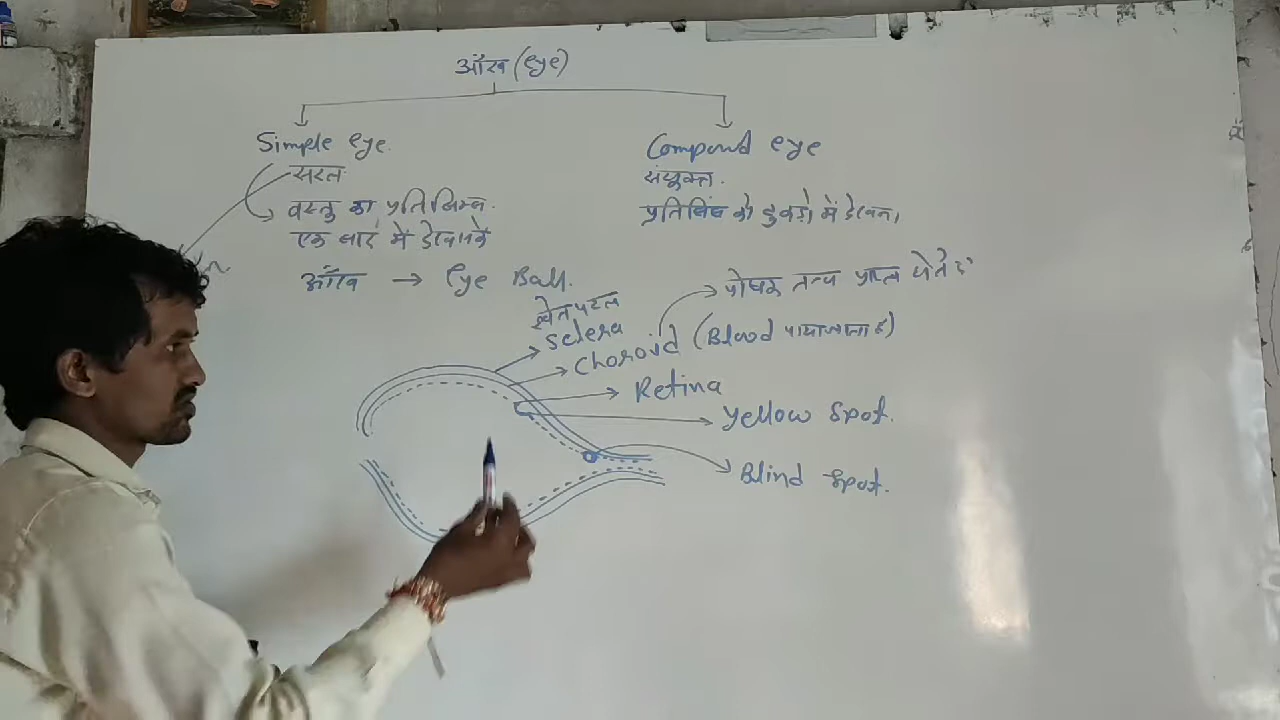 आँख (eye)
Simple eye
सरल
वस्तु का प्रतिबिम्ब
एक बार में देखनके
Compound eye
संयुक्त
प्रतिबिंब को टुकड़ो में देखना
आँख → Eye Ball
श्वेतपटल
Sclera
Choroid (Blood पाया जाता है)
पोषक तत्व प्राप्त
Retina
Yellow Spot.
Blind Spot.